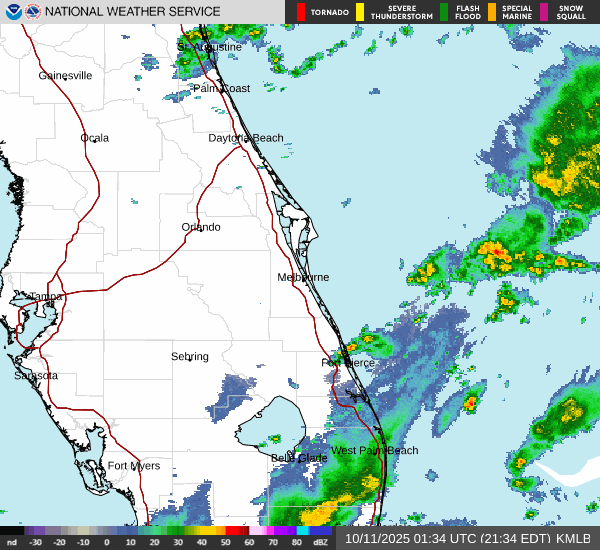 NATIONAL WEATHER SERVICE
TORNADO
SEVERE
THUNDERSTORM
FLASH
FLOOD
SPECIAL
MARINE
SNOW
SQUALL
St. Augustine
Gainesville
Palm Coast
Ocala
Daytona Beach
Orlando
Melbourne
Tampa
Sebring
Fort Pierce
Sarasota
West Palm Beach
Belle Glade
Fort Myers
nd -30 -20 -10 0 10 20 30 40 50 60 70 80 dBZ
10/11/2025 01:34 UTC (21:34 EDT) KMLB